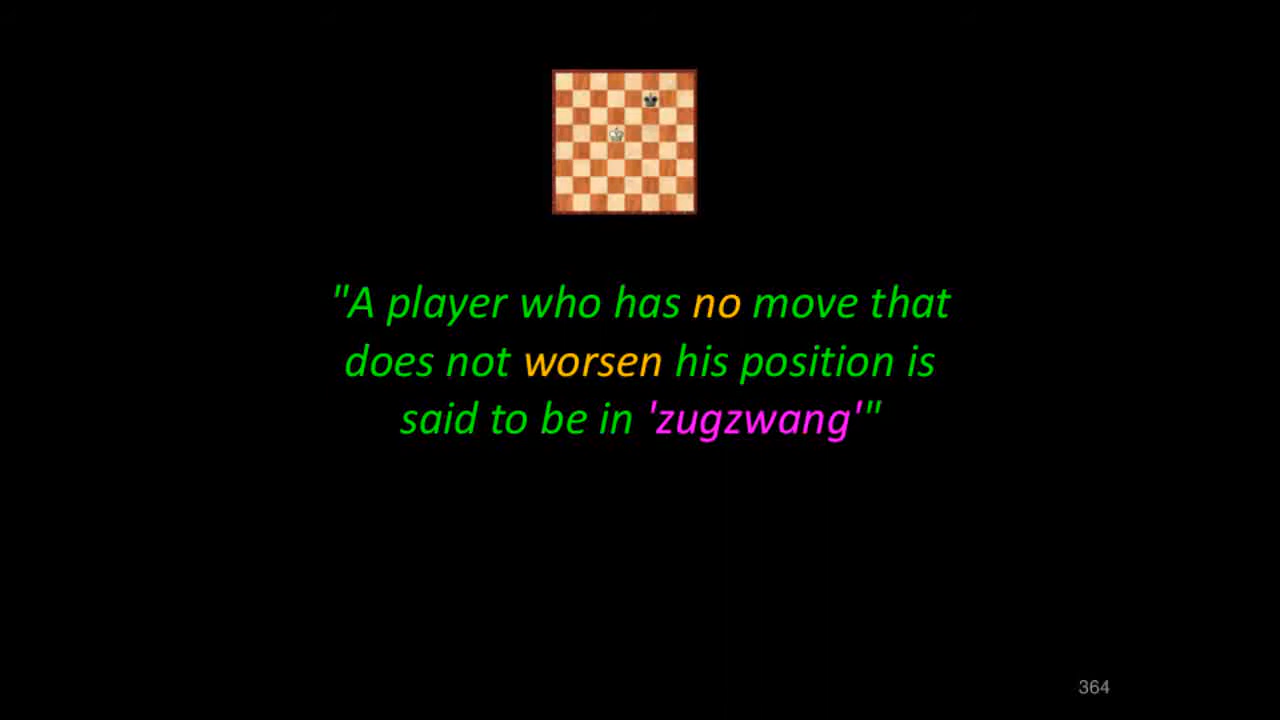 "A player who has no move that
does not worsen his position is
said to be in 'zugzwang'"
364